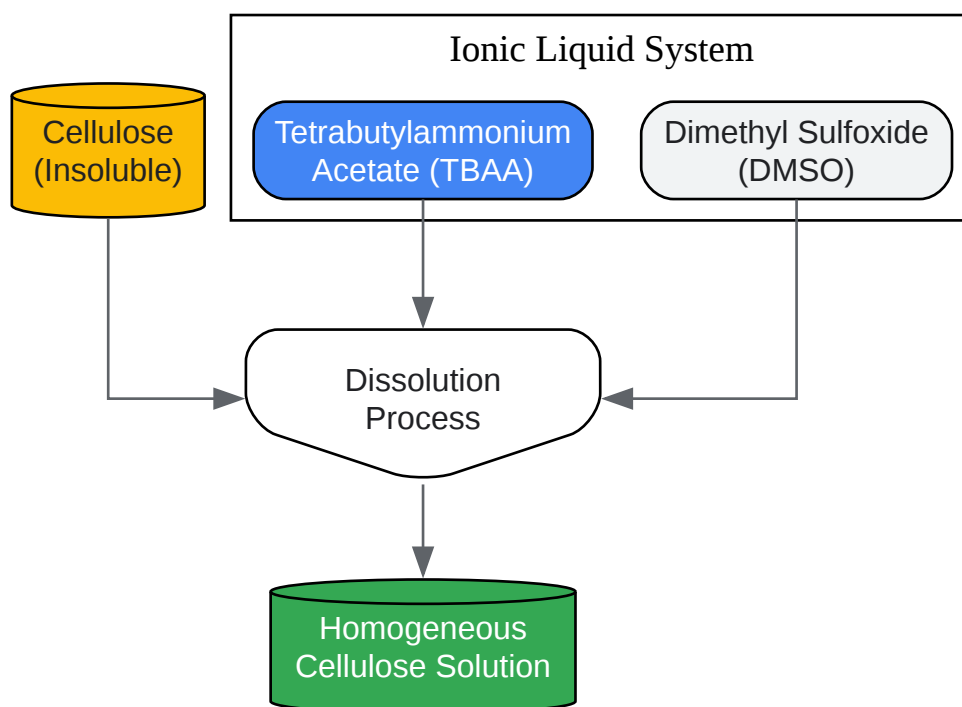 Ionic Liquid System
Cellulose
(Insoluble)
Tetrabutylammonium
Acetate (TBAA)
Dimethyl Sulfoxide
(DMSO)
Dissolution
Process
Homogeneous
Cellulose Solution